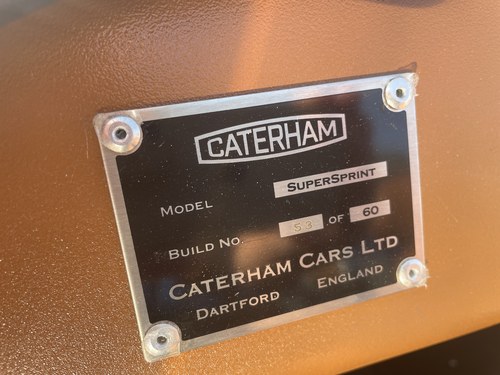 CATERHAM
MODEL SUPERSPRINT
BUILD NO. 53 OF 60
CATERHAM CARS LTD
DARTFORD ENGLAND